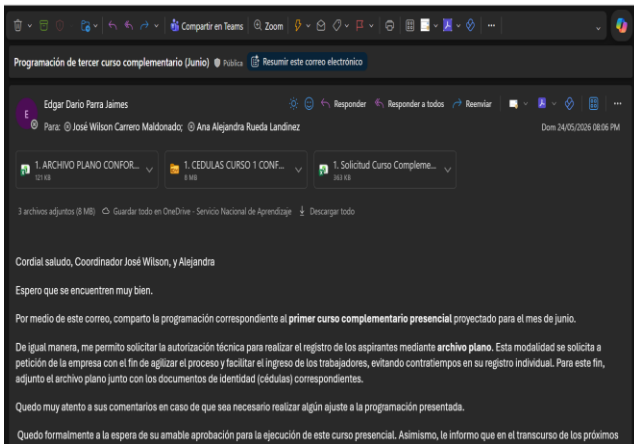 Compartir en Teams Zoom
Programación de tercer curso complementario (Junio) Pública Resumir este correo electrónico
E
Edgar Dario Parra Jaimes Responder Responder a todos Reenviar
Para: José Wilson Carrero Maldonado; Ana Alejandra Rueda Landinez Dom 24/05/2026 08:06 PM
1. ARCHIVO PLANO CONFOR... 1. CEDULAS CURSO 1 CONF... 1. Solicitud Curso Compleme...
121 KB 8 MB 363 KB
3 archivos adjuntos (8 MB) Guardar todo en OneDrive - Servicio Nacional de Aprendizaje Descargar todo
Cordial saludo, Coordinador José Wilson, y Alejandra
Espero que se encuentren muy bien.
Por medio de este correo, comparto la programación correspondiente al primer curso complementario presencial proyectado para el mes de junio.
De igual manera, me permito solicitar la autorización técnica para realizar el registro de los aspirantes mediante archivo plano. Esta modalidad se solicita a
petición de la empresa con el fin de agilizar el proceso y facilitar el ingreso de los trabajadores, evitando contratiempos en su registro individual. Para este fin,
adjunto el archivo plano junto con los documentos de identidad (cédulas) correspondientes.
Quedo muy atento a sus comentarios en caso de que sea necesario realizar algún ajuste a la programación presentada.
Quedo formalmente a la espera de su amable aprobación para la ejecución de este curso presencial. Asimismo, le informo que en el transcurso de los próximos